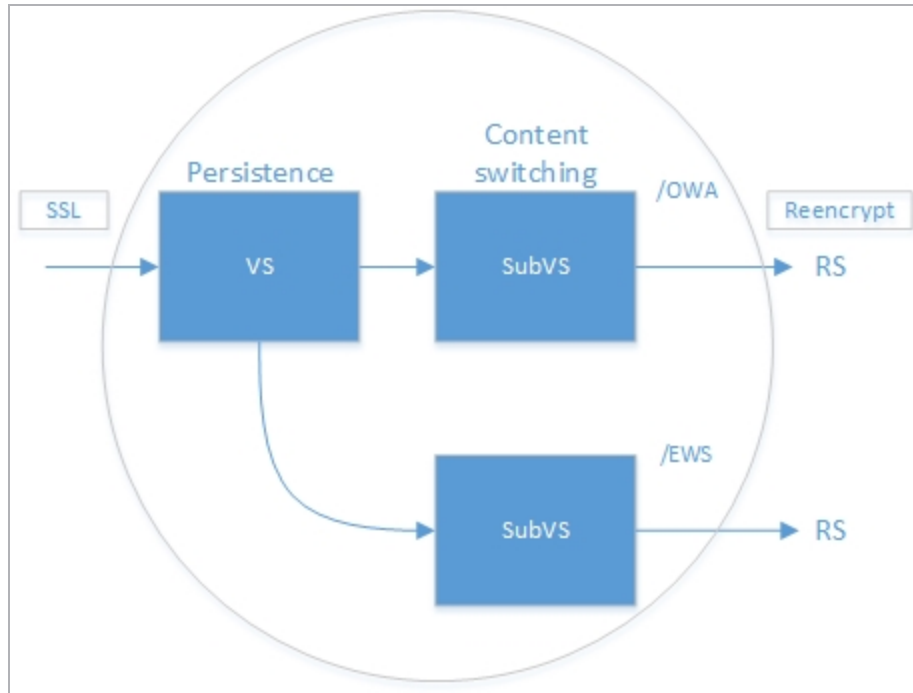 Content
switching
Persistence
/OWA
SSL
Reencrypt
VS
SubVS
RS
/EWS
SubVS
RS